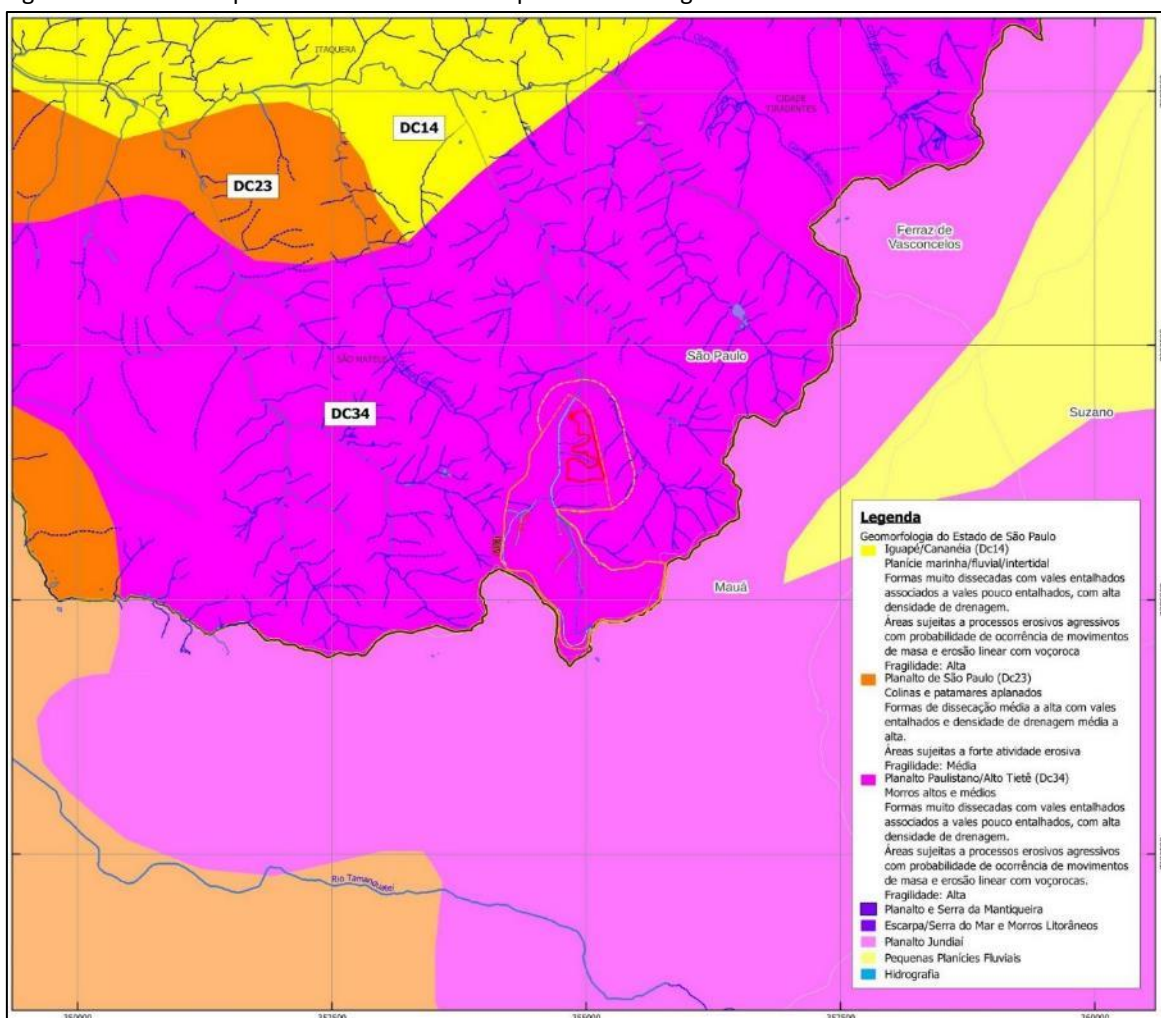 ITAQUERA
CIDADE
TIRADENTES
DC14
DC23
Ferraz de
Vasconcelos
São Paulo
SÃO MATEUS
DC34
Suzano
Mauá
Rio
Legenda
Geomorfologia do Estado de São Paulo
Iguapé/Cananéia (Dc14)
Planície marinha/fluvial/intertidal
Formas muito dissecadas com vales entalhados
associados a vales pouco entalhados, com alta
densidade de drenagem.
Áreas sujeitas a processos erosivos agressivos
com probabilidade de ocorrência de movimentos
de masa e erosão linear com voçoroca
Fragilidade: Alta
Planalto de São Paulo (Dc23)
Colinas e patamares aplanados
Formas de dissecação média a alta com vales
entalhados e densidade de drenagem média a
alta.
Áreas sujeitas a forte atividade erosiva
Fragilidade: Média
Planalto Paulistano/Alto Tietê (Dc34)
Morros altos e médios
Formas muito dissecadas com vales entalhados
associados a vales pouco entalhados, com alta
densidade de drenagem.
Áreas sujeitas a processos erosivos agressivos
com probabilidade de ocorrência de movimentos
de masa e erosão linear com voçorocas.
Fragilidade: Alta
Planalto e Serra da Mantiqueira
Escarpa/Serra do Mar e Morros Litorâneos
Planalto Jundiaí
Pequenas Planícies Fluviais
Hidrografia